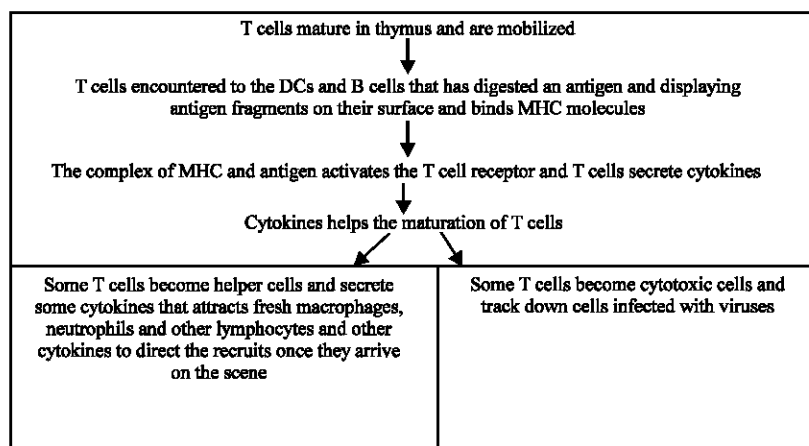 T cells mature in thymus and are mobilized
T cells encountered to the DCs and B cells that has digested an antigen and displaying
antigen fragments on their surface and binds MHC molecules
The complex of MHC and antigen activates the T cell receptor and T cells secrete cytokines
Cytokines helps the maturation of T cells
Some T cells become helper cells and secrete
some cytokines that attracts fresh macrophages,
neutrophils and other lymphocytes and other
cytokines to direct the recruits once they arrive
on the scene
Some T cells become cytotoxic cells and
track down cells infected with viruses